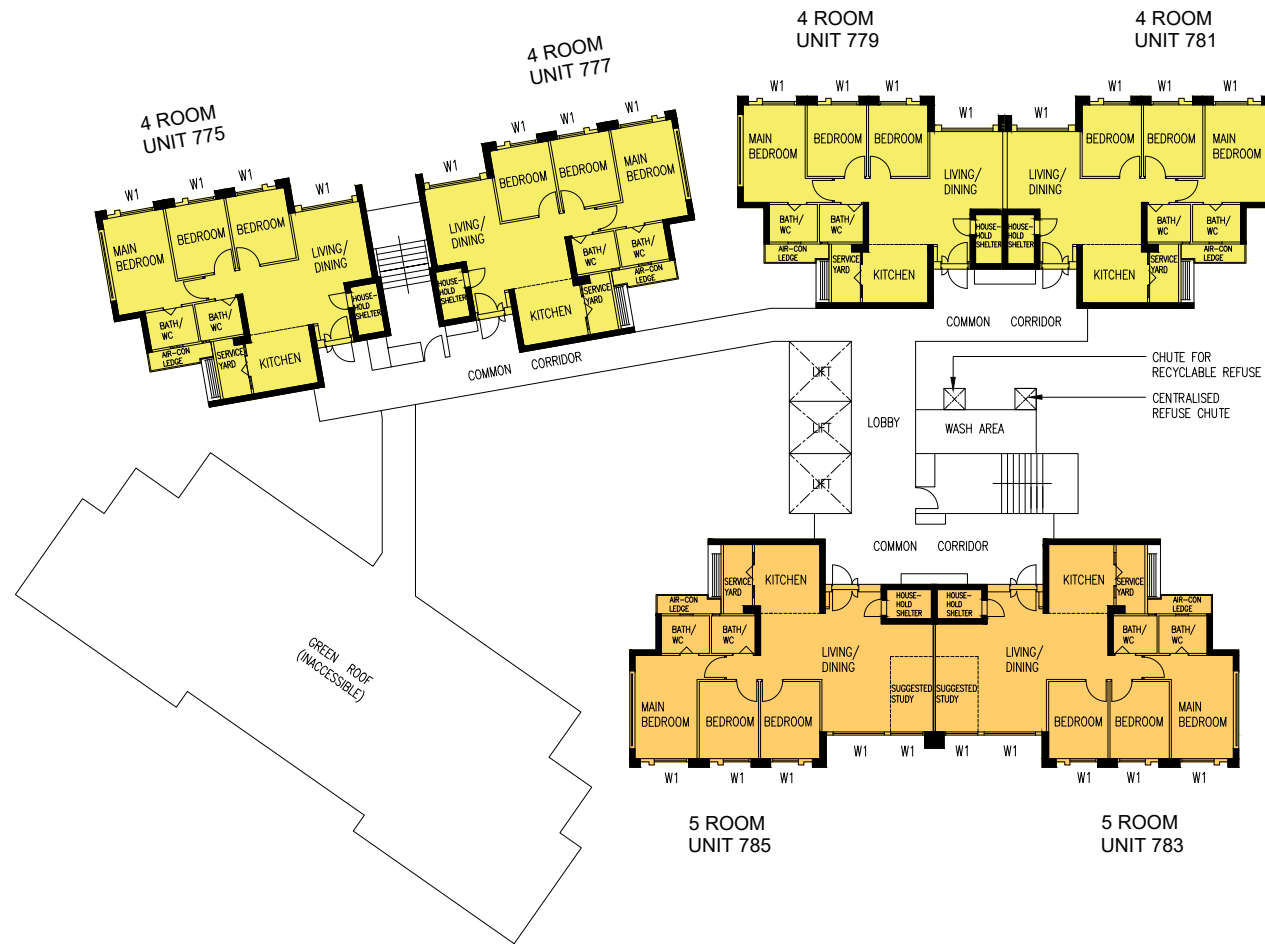 4 ROOM
UNIT 775
4 ROOM
UNIT 777
4 ROOM
UNIT 779
4 ROOM
UNIT 781
W1
W1
W1
W1
MAIN
BEDROOM
BEDROOM
BEDROOM
LIVING/
DINING
BATH/
WC
BATH/
WC
AIR-CON
LEDGE
SERVICE
YARD
KITCHEN
HOUSE-
HOLD
SHELTER
W1
W1
W1
W1
LIVING/
DINING
BEDROOM
BEDROOM
MAIN
BEDROOM
HOUSE-
HOLD
SHELTER
BATH/
WC
BATH/
WC
AIR-CON
LEDGE
SERVICE
YARD
KITCHEN
COMMON CORRIDOR
W1
W1
W1
W1
MAIN
BEDROOM
BEDROOM
BEDROOM
LIVING/
DINING
BATH/
WC
BATH/
WC
AIR-CON
LEDGE
SERVICE
YARD
KITCHEN
HOUSE-
HOLD
SHELTER
W1
W1
W1
W1
LIVING/
DINING
BEDROOM
BEDROOM
MAIN
BEDROOM
HOUSE-
HOLD
SHELTER
BATH/
WC
BATH/
WC
AIR-CON
LEDGE
KITCHEN
SERVICE
YARD
COMMON CORRIDOR
CHUTE FOR
RECYCLABLE REFUSE
CENTRALISED
REFUSE CHUTE
LIFT
LIFT
LIFT
LOBBY
WASH AREA
COMMON CORRIDOR
GREEN ROOF
(INACCESSIBLE)
SERVICE
YARD
KITCHEN
AIR-CON
LEDGE
BATH/
WC
BATH/
WC
HOUSE-
HOLD
SHELTER
LIVING/
DINING
SUGGESTED
STUDY
MAIN
BEDROOM
BEDROOM
BEDROOM
W1
W1
W1
W1
W1
HOUSE-
HOLD
SHELTER
KITCHEN
SERVICE
YARD
AIR-CON
LEDGE
BATH/
WC
BATH/
WC
LIVING/
DINING
SUGGESTED
STUDY
BEDROOM
BEDROOM
MAIN
BEDROOM
W1
W1
W1
W1
W1
5 ROOM
UNIT 785
5 ROOM
UNIT 783